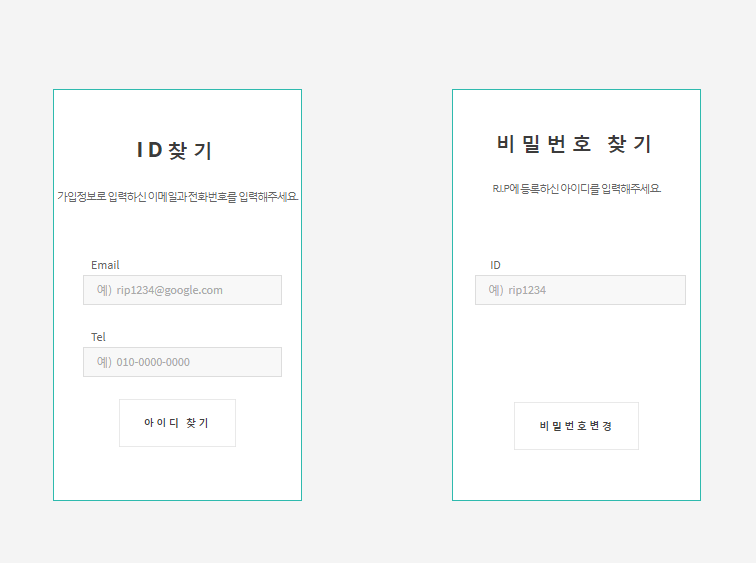 ID찾기
가입정보로 입력하신 이메일과 전화번호를 입력해주세요.
Email
예) rip1234@google.com
Tel
예) 010-0000-0000
아이디 찾기
비밀번호 찾기
R.I.P에 등록하신 아이디를 입력해주세요.
ID
예) rip1234
비밀번호변경